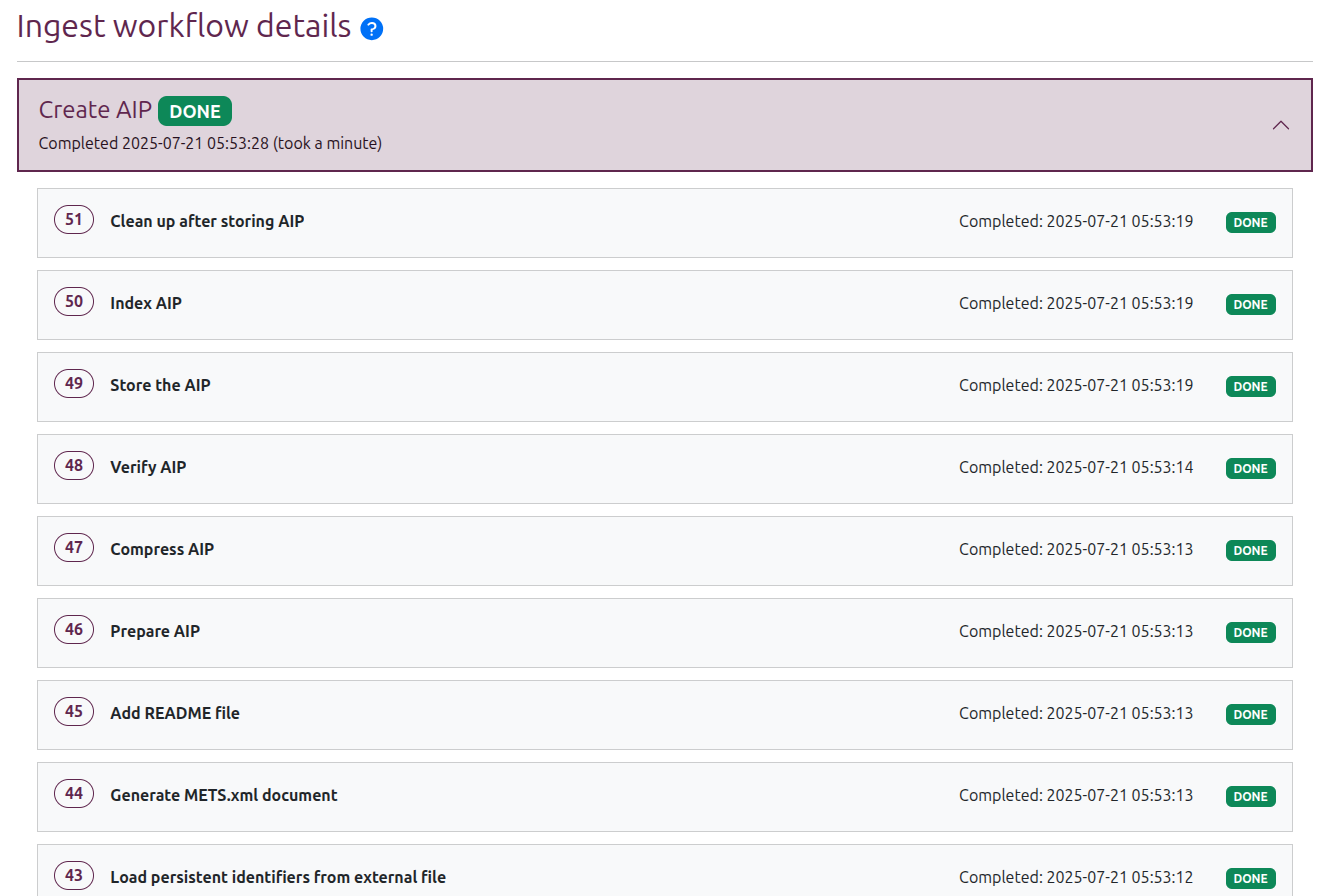 Ingest workflow details ?
Create AIP DONE
Completed 2025-07-21 05:53:28 (took a minute)
51 Clean up after storing AIP Completed: 2025-07-21 05:53:19 DONE
50 Index AIP Completed: 2025-07-21 05:53:19 DONE
49 Store the AIP Completed: 2025-07-21 05:53:19 DONE
48 Verify AIP Completed: 2025-07-21 05:53:14 DONE
47 Compress AIP Completed: 2025-07-21 05:53:13 DONE
46 Prepare AIP Completed: 2025-07-21 05:53:13 DONE
45 Add README file Completed: 2025-07-21 05:53:13 DONE
44 Generate METS.xml document Completed: 2025-07-21 05:53:13 DONE
43 Load persistent identifiers from external file Completed: 2025-07-21 05:53:12 DONE